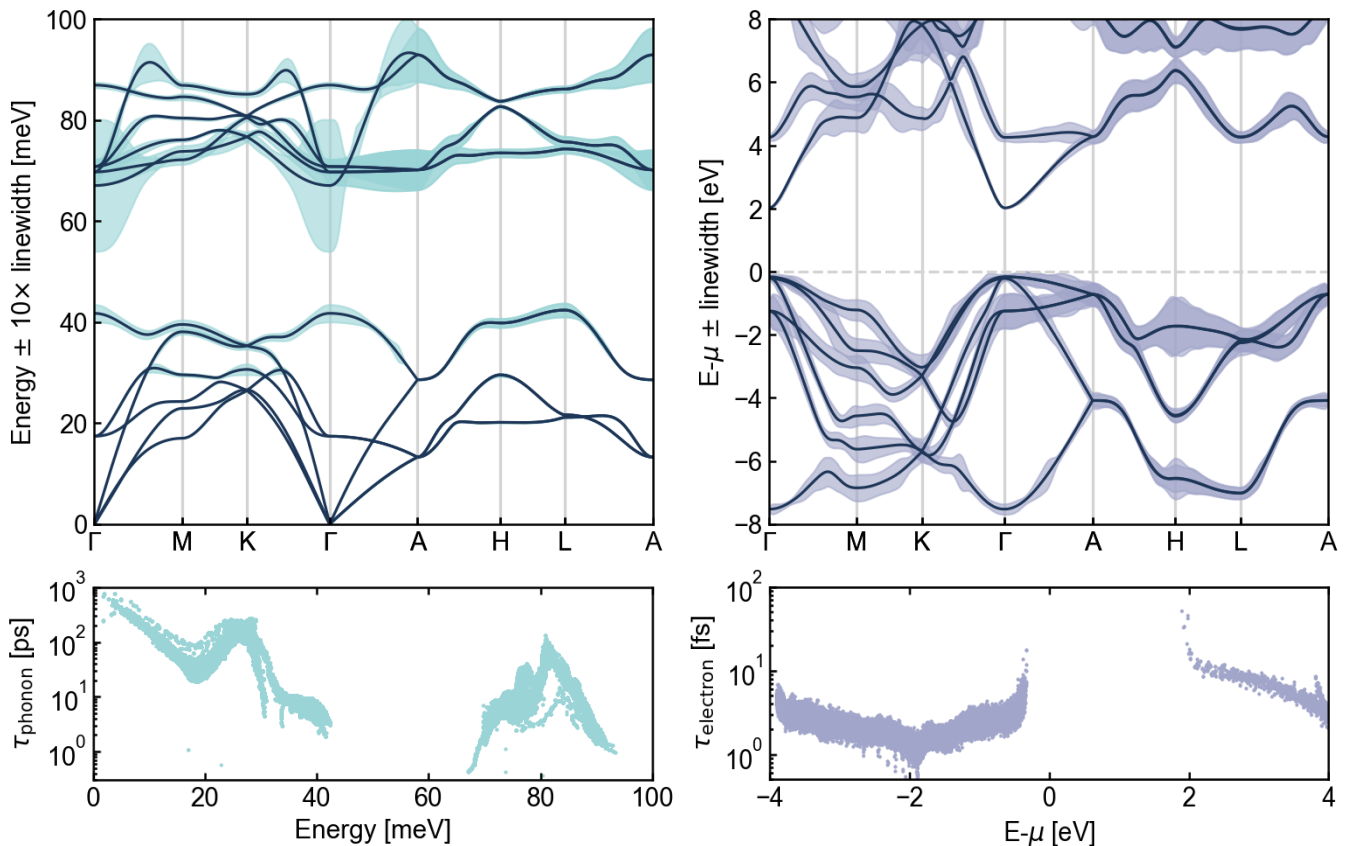 100
80
60
40
20
0
Energy ± 10× linewidth [meV]
Γ M K Γ A H L A
8
6
4
2
0
−2
−4
−6
−8
E-μ ± linewidth [eV]
Γ M K Γ A H L A
10³
10²
10¹
10⁰
τphonon [ps]
0 20 40 60 80 100
Energy [meV]
10²
10¹
10⁰
τelectron [fs]
−4 −2 0 2 4
E-μ [eV]